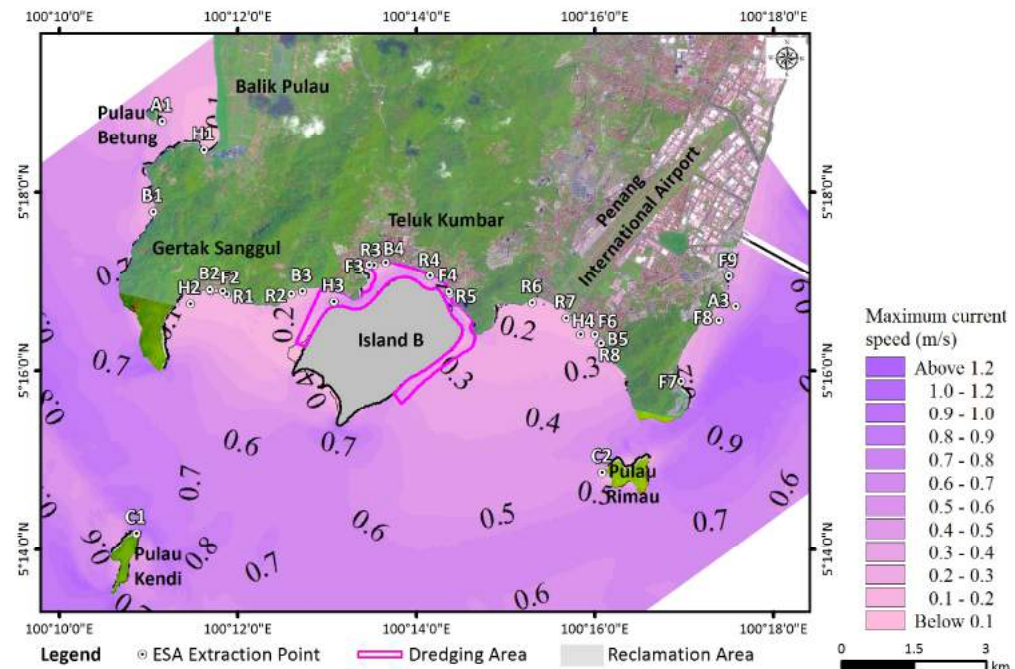 100°10'0"E 100°12'0"E 100°14'0"E 100°16'0"E 100°18'0"E
5°18'0"N
5°16'0"N
5°14'0"N
5°18'0"N
5°16'0"N
5°14'0"N
Balik Pulau
A1
Pulau
Betung
0.1
H1
B1
Teluk Kumbar
Penang
International Airport
Gertak Sanggul
R3 B4
F3
R4
F4
F9
0.7
B2 F2
H2
R1
R2
B3
H3
R5
R6
R7
A3
F8
0.1
0.2
0.2
H4 F6
B5
R8
Island B
0.7
0.4
0.3
0.3
F7
0.8
0.6
0.7
0.4
0.9
C2
Pulau
Rimau
0.5
0.7
0.6
0.5
0.6
0.7
C1
Pulau
Kendi
0.8
0.7
0.6
Maximum current
speed (m/s)
Above 1.2
1.0 - 1.2
0.9 - 1.0
0.8 - 0.9
0.7 - 0.8
0.6 - 0.7
0.5 - 0.6
0.4 - 0.5
0.3 - 0.4
0.2 - 0.3
0.1 - 0.2
Below 0.1
0 1.5 3
km
100°10'0"E 100°12'0"E 100°14'0"E 100°16'0"E 100°18'0"E
Legend ESA Extraction Point Dredging Area Reclamation Area